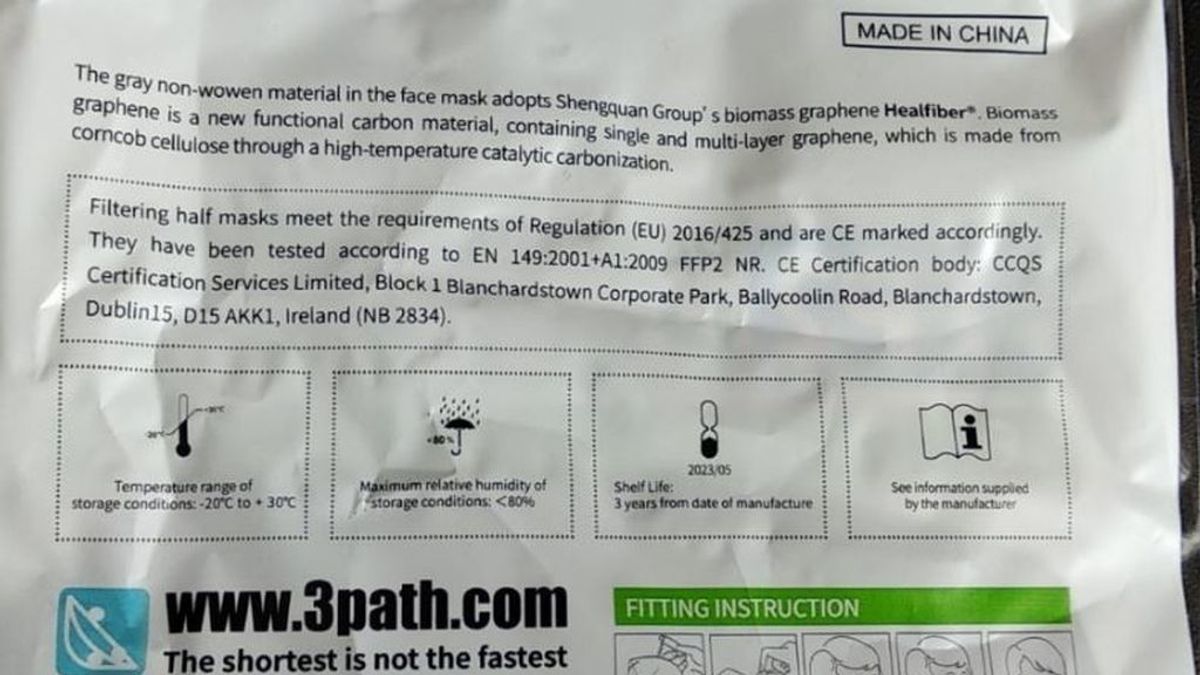 MADE IN CHINA
The gray non-wowen material in the face mask adopts Shengquan Group's biomass graphene Healfiber®. Biomass
graphene is a new functional carbon material, containing single and multi-layer graphene, which is made from
corncob cellulose through a high-temperature catalytic carbonization.
Filtering half masks meet the requirements of Regulation (EU) 2016/425 and are CE marked accordingly.
They have been tested according to EN 149:2001+A1:2009 FFP2 NR. CE Certification body: CCQS
Certification Services Limited, Block 1 Blanchardstown Corporate Park, Ballycoolin Road, Blanchardstown,
Dublin15, D15 AKK1, Ireland (NB 2834).
Temperature range of
storage conditions: -20℃ to + 30℃
<80%
Maximum relative humidity of
storage conditions: <80%
2023/05
Shelf Life:
3 years from date of manufacture
i
See information supplied
by the manufacturer
www.3path.com
The shortest is not the fastest
FITTING INSTRUCTION